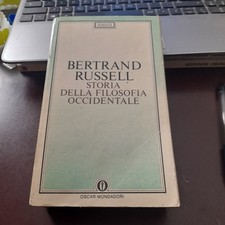 BERTRAND
RUSSELL
STORIA
DELLA FILOSOFIA
OCCIDENTALE
OSCAR MONDADORI